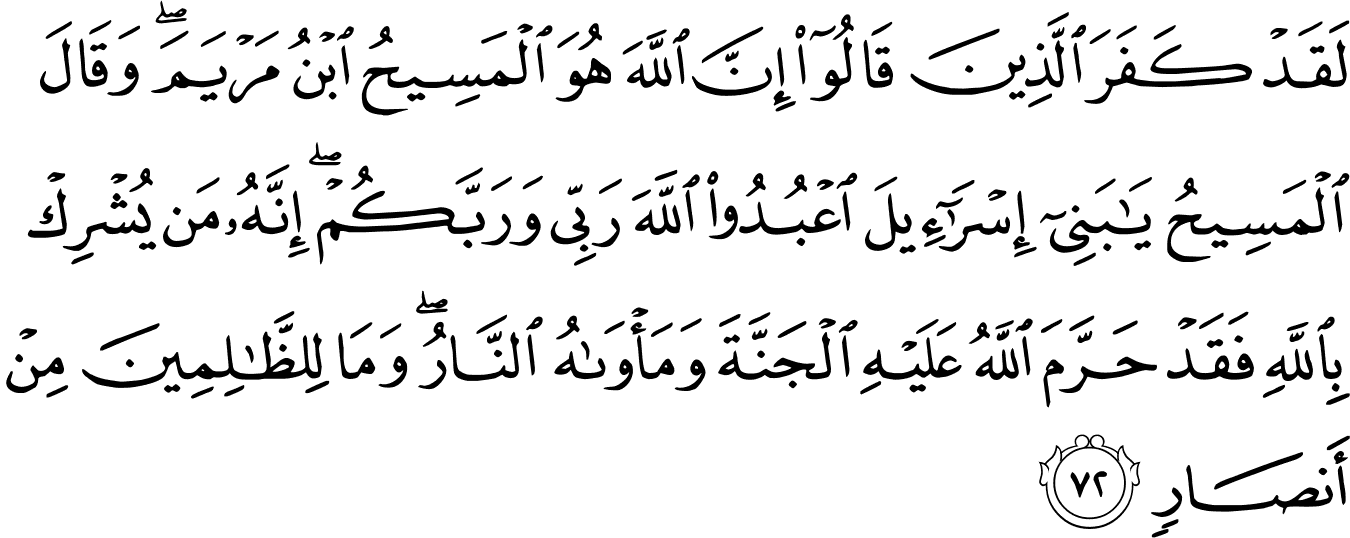 لَقَدۡ كَفَرَ ٱلَّذِينَ قَالُوٓاْ إِنَّ ٱللَّهَ هُوَ ٱلۡمَسِيحُ ٱبۡنُ مَرۡيَمَۖ وَقَالَ
ٱلۡمَسِيحُ يَٰبَنِيٓ إِسۡرَٰٓءِيلَ ٱعۡبُدُواْ ٱللَّهَ رَبِّي وَرَبَّكُمۡۖ إِنَّهُۥ مَن يُشۡرِكۡ
بِٱللَّهِ فَقَدۡ حَرَّمَ ٱللَّهُ عَلَيۡهِ ٱلۡجَنَّةَ وَمَأۡوَىٰهُ ٱلنَّارُۖ وَمَا لِلظَّٰلِمِينَ مِنۡ
أَنصَارٖ ٧٢